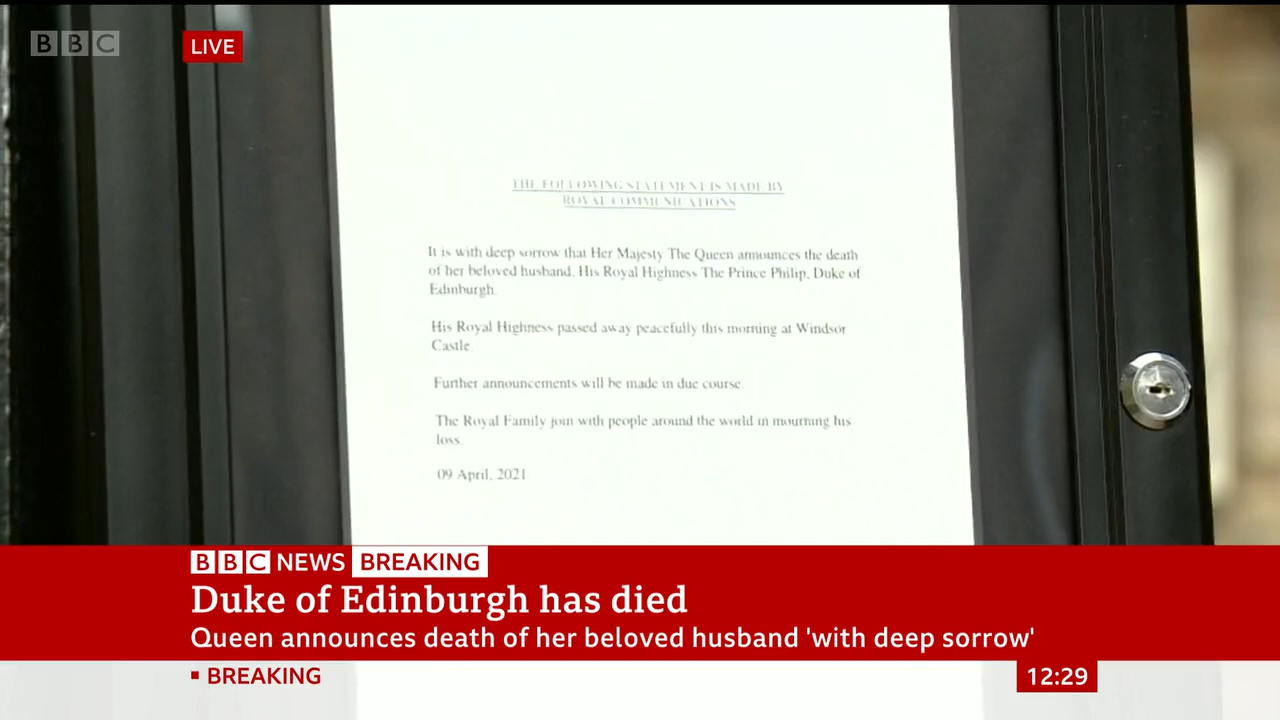 BBC
LIVE
THE FOLLOWING STATEMENT IS MADE BY
ROYAL COMMUNICATIONS
It is with deep sorrow that Her Majesty The Queen announces the death
of her beloved husband, His Royal Highness The Prince Philip, Duke of
Edinburgh.
His Royal Highness passed away peacefully this morning at Windsor
Castle.
Further announcements will be made in due course.
The Royal Family join with people around the world in mourning his
loss.
09 April, 2021
BBC NEWS BREAKING
Duke of Edinburgh has died
Queen announces death of her beloved husband 'with deep sorrow'
BREAKING
12:29